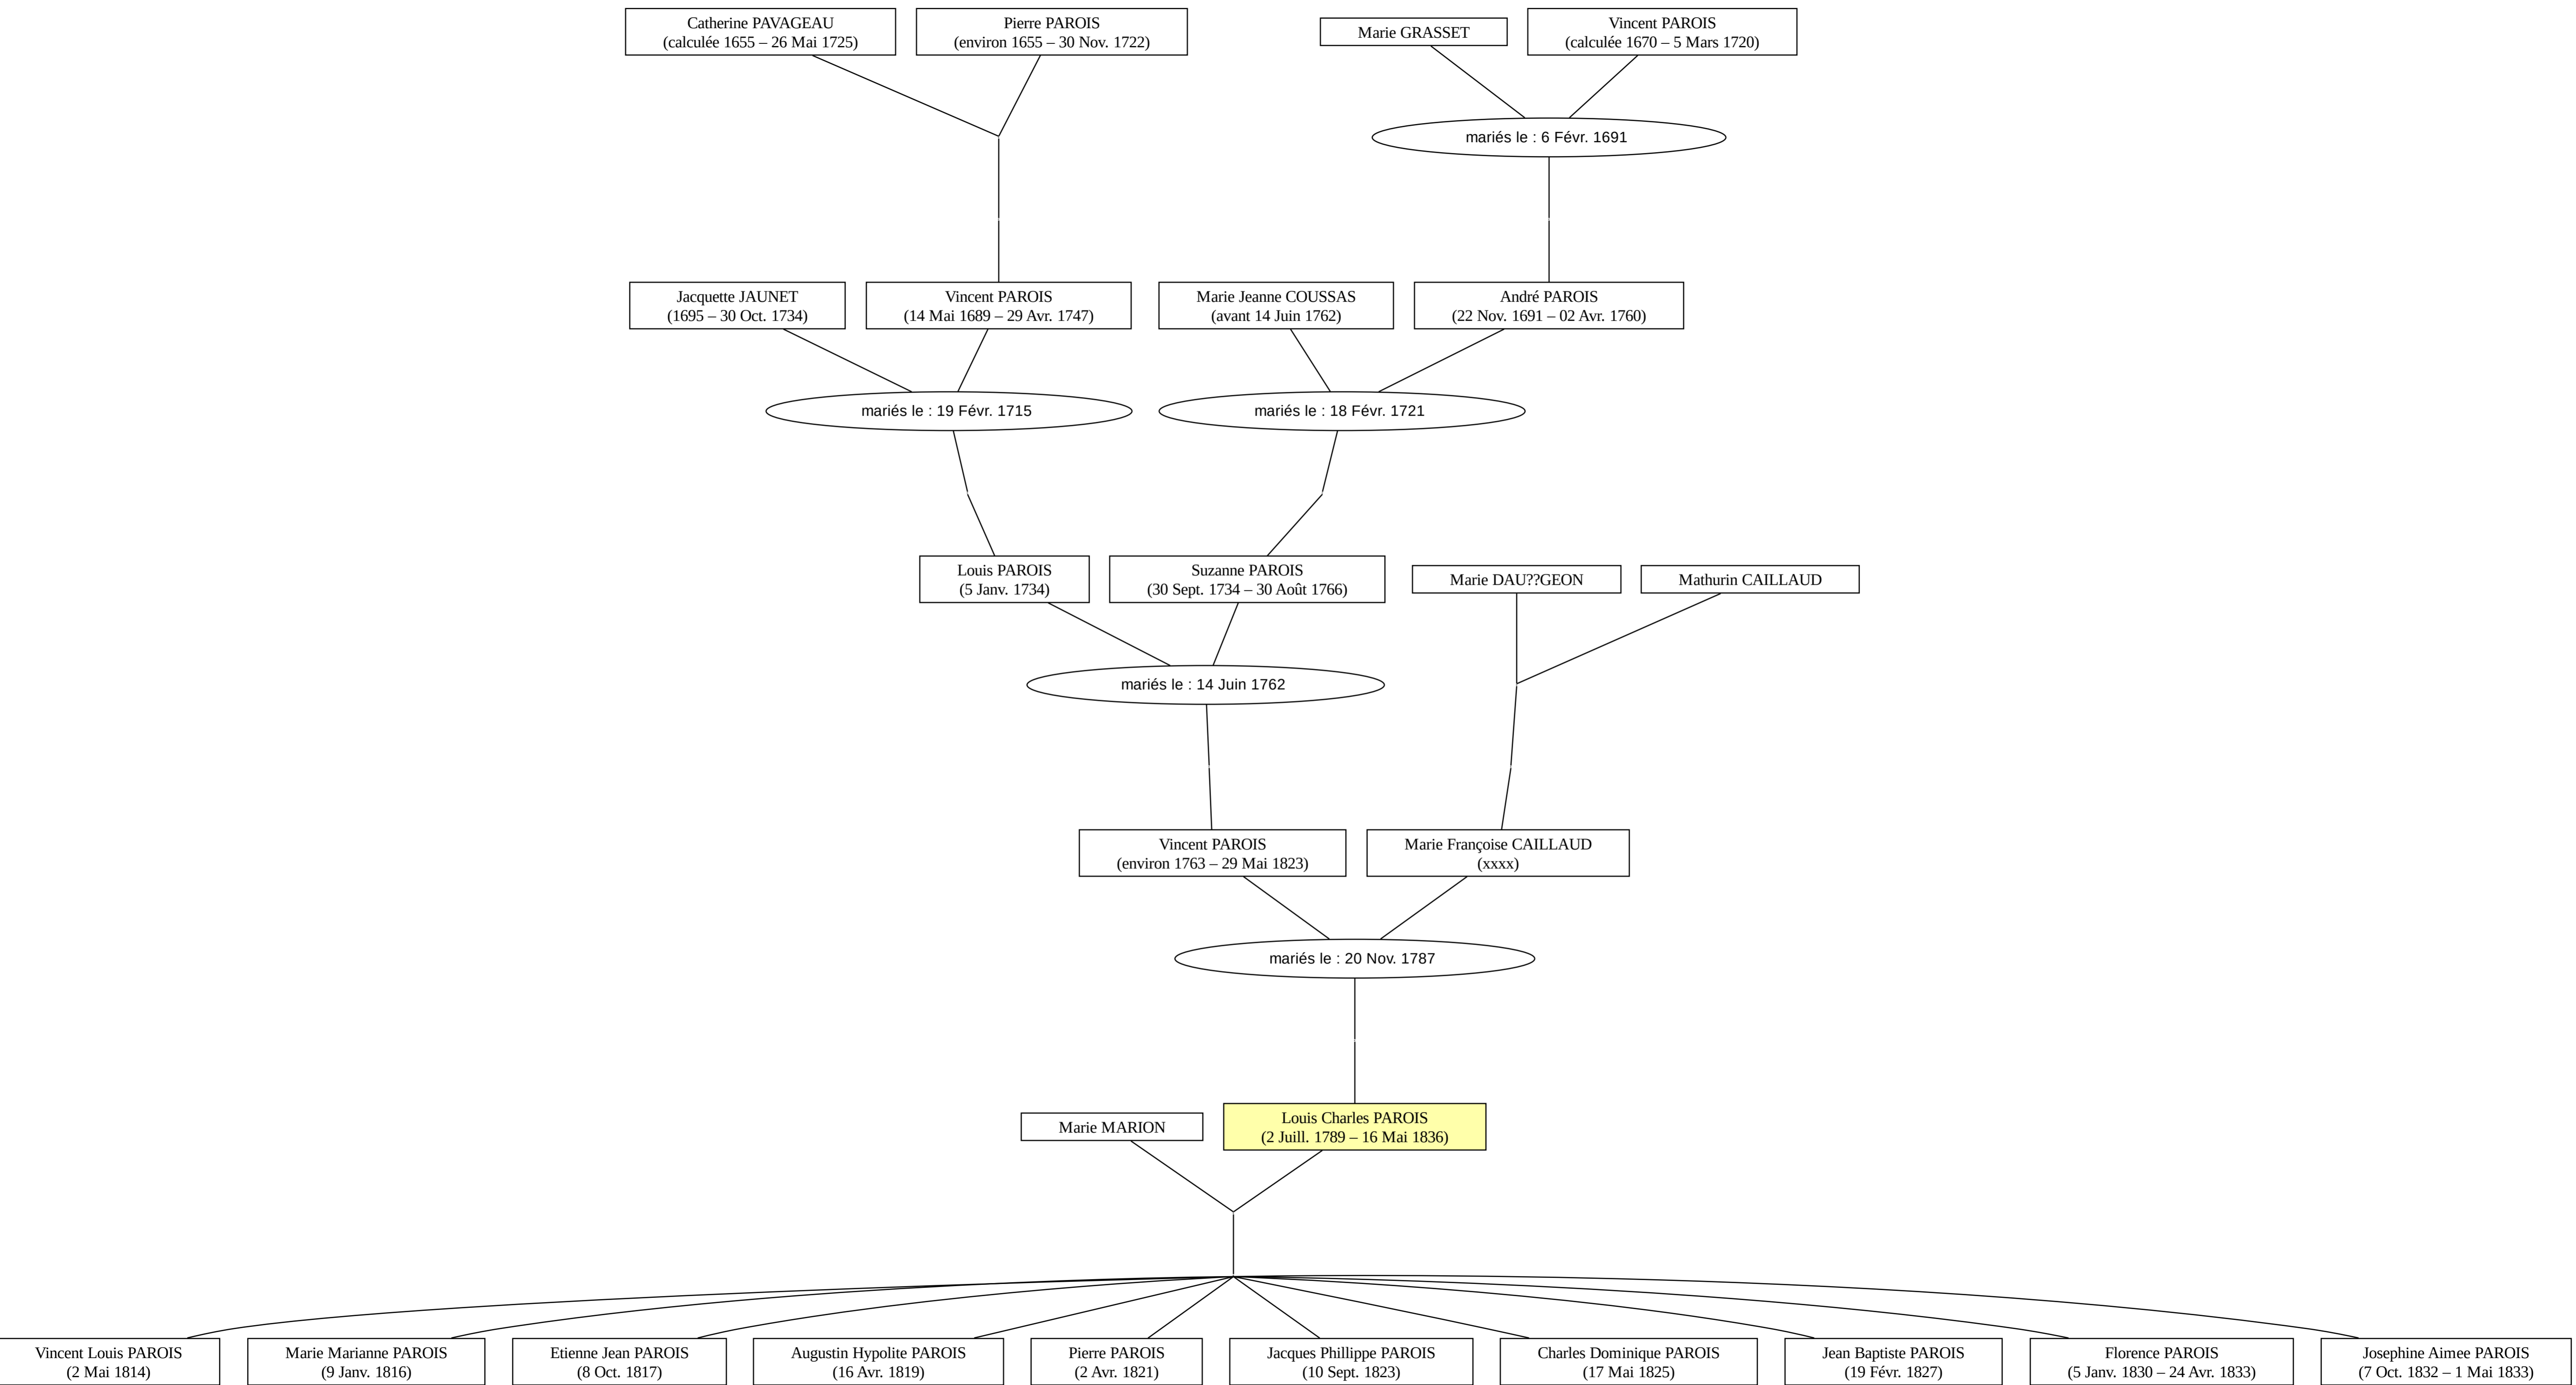 Catherine PAVAGEAU
(calculée 1655 – 26 Mai 1725)
Pierre PAROIS
(environ 1655 – 30 Nov. 1722)
Marie GRASSET
Vincent PAROIS
(calculée 1670 – 5 Mars 1720)
mariés le : 6 Févr. 1691
Jacquette JAUNET
(1695 – 30 Oct. 1734)
Vincent PAROIS
(14 Mai 1689 – 29 Avr. 1747)
Marie Jeanne COUSSAS
(avant 14 Juin 1762)
André PAROIS
(22 Nov. 1691 – 02 Avr. 1760)
mariés le : 19 Févr. 1715
mariés le : 18 Févr. 1721
Louis PAROIS
(5 Janv. 1734)
Suzanne PAROIS
(30 Sept. 1734 – 30 Août 1766)
Marie DAU??GEON
Mathurin CAILLAUD
mariés le : 14 Juin 1762
Vincent PAROIS
(environ 1763 – 29 Mai 1823)
Marie Françoise CAILLAUD
(xxxx)
mariés le : 20 Nov. 1787
Marie MARION
Louis Charles PAROIS
(2 Juill. 1789 – 16 Mai 1836)
Vincent Louis PAROIS
(2 Mai 1814)
Marie Marianne PAROIS
(9 Janv. 1816)
Etienne Jean PAROIS
(8 Oct. 1817)
Augustin Hypolite PAROIS
(16 Avr. 1819)
Pierre PAROIS
(2 Avr. 1821)
Jacques Phillippe PAROIS
(10 Sept. 1823)
Charles Dominique PAROIS
(17 Mai 1825)
Jean Baptiste PAROIS
(19 Févr. 1827)
Florence PAROIS
(5 Janv. 1830 – 24 Avr. 1833)
Josephine Aimee PAROIS
(7 Oct. 1832 – 1 Mai 1833)